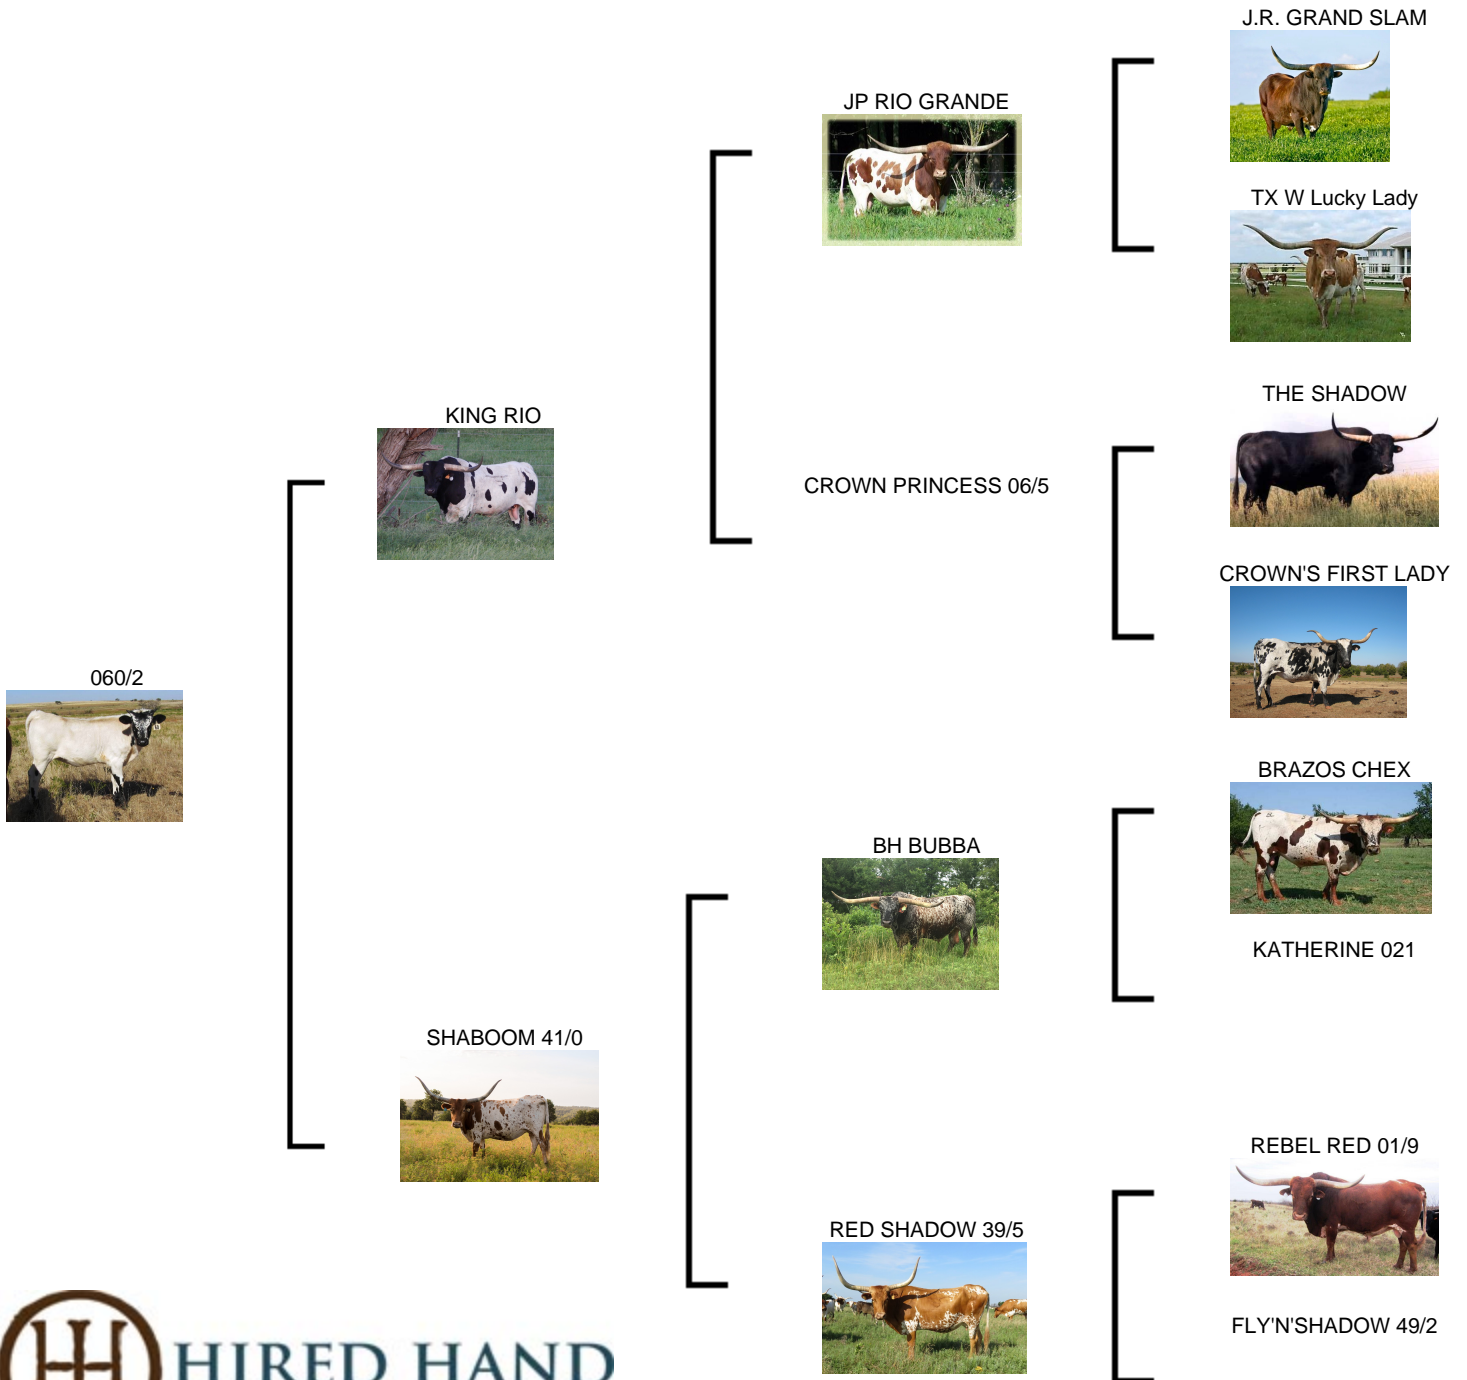 J.R. GRAND SLAM
JP RIO GRANDE
TX W Lucky Lady
THE SHADOW
KING RIO
CROWN PRINCESS 06/5
CROWN'S FIRST LADY
060/2
BRAZOS CHEX
BH BUBBA
KATHERINE 021
SHABOOM 41/0
REBEL RED 01/9
RED SHADOW 39/5
FLY'N'SHADOW 49/2
HIRED HAND